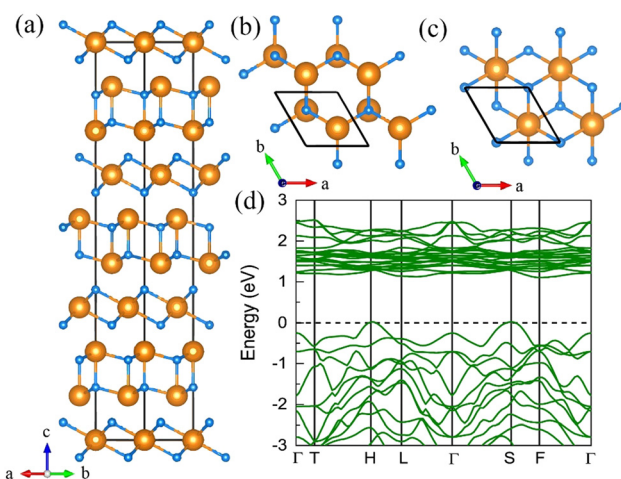 (a)
(b)
(c)
b
a
b
a
(d)
3
2
1
0
-1
-2
-3
Energy (eV)
Γ T H L Γ S F Γ
c
a b